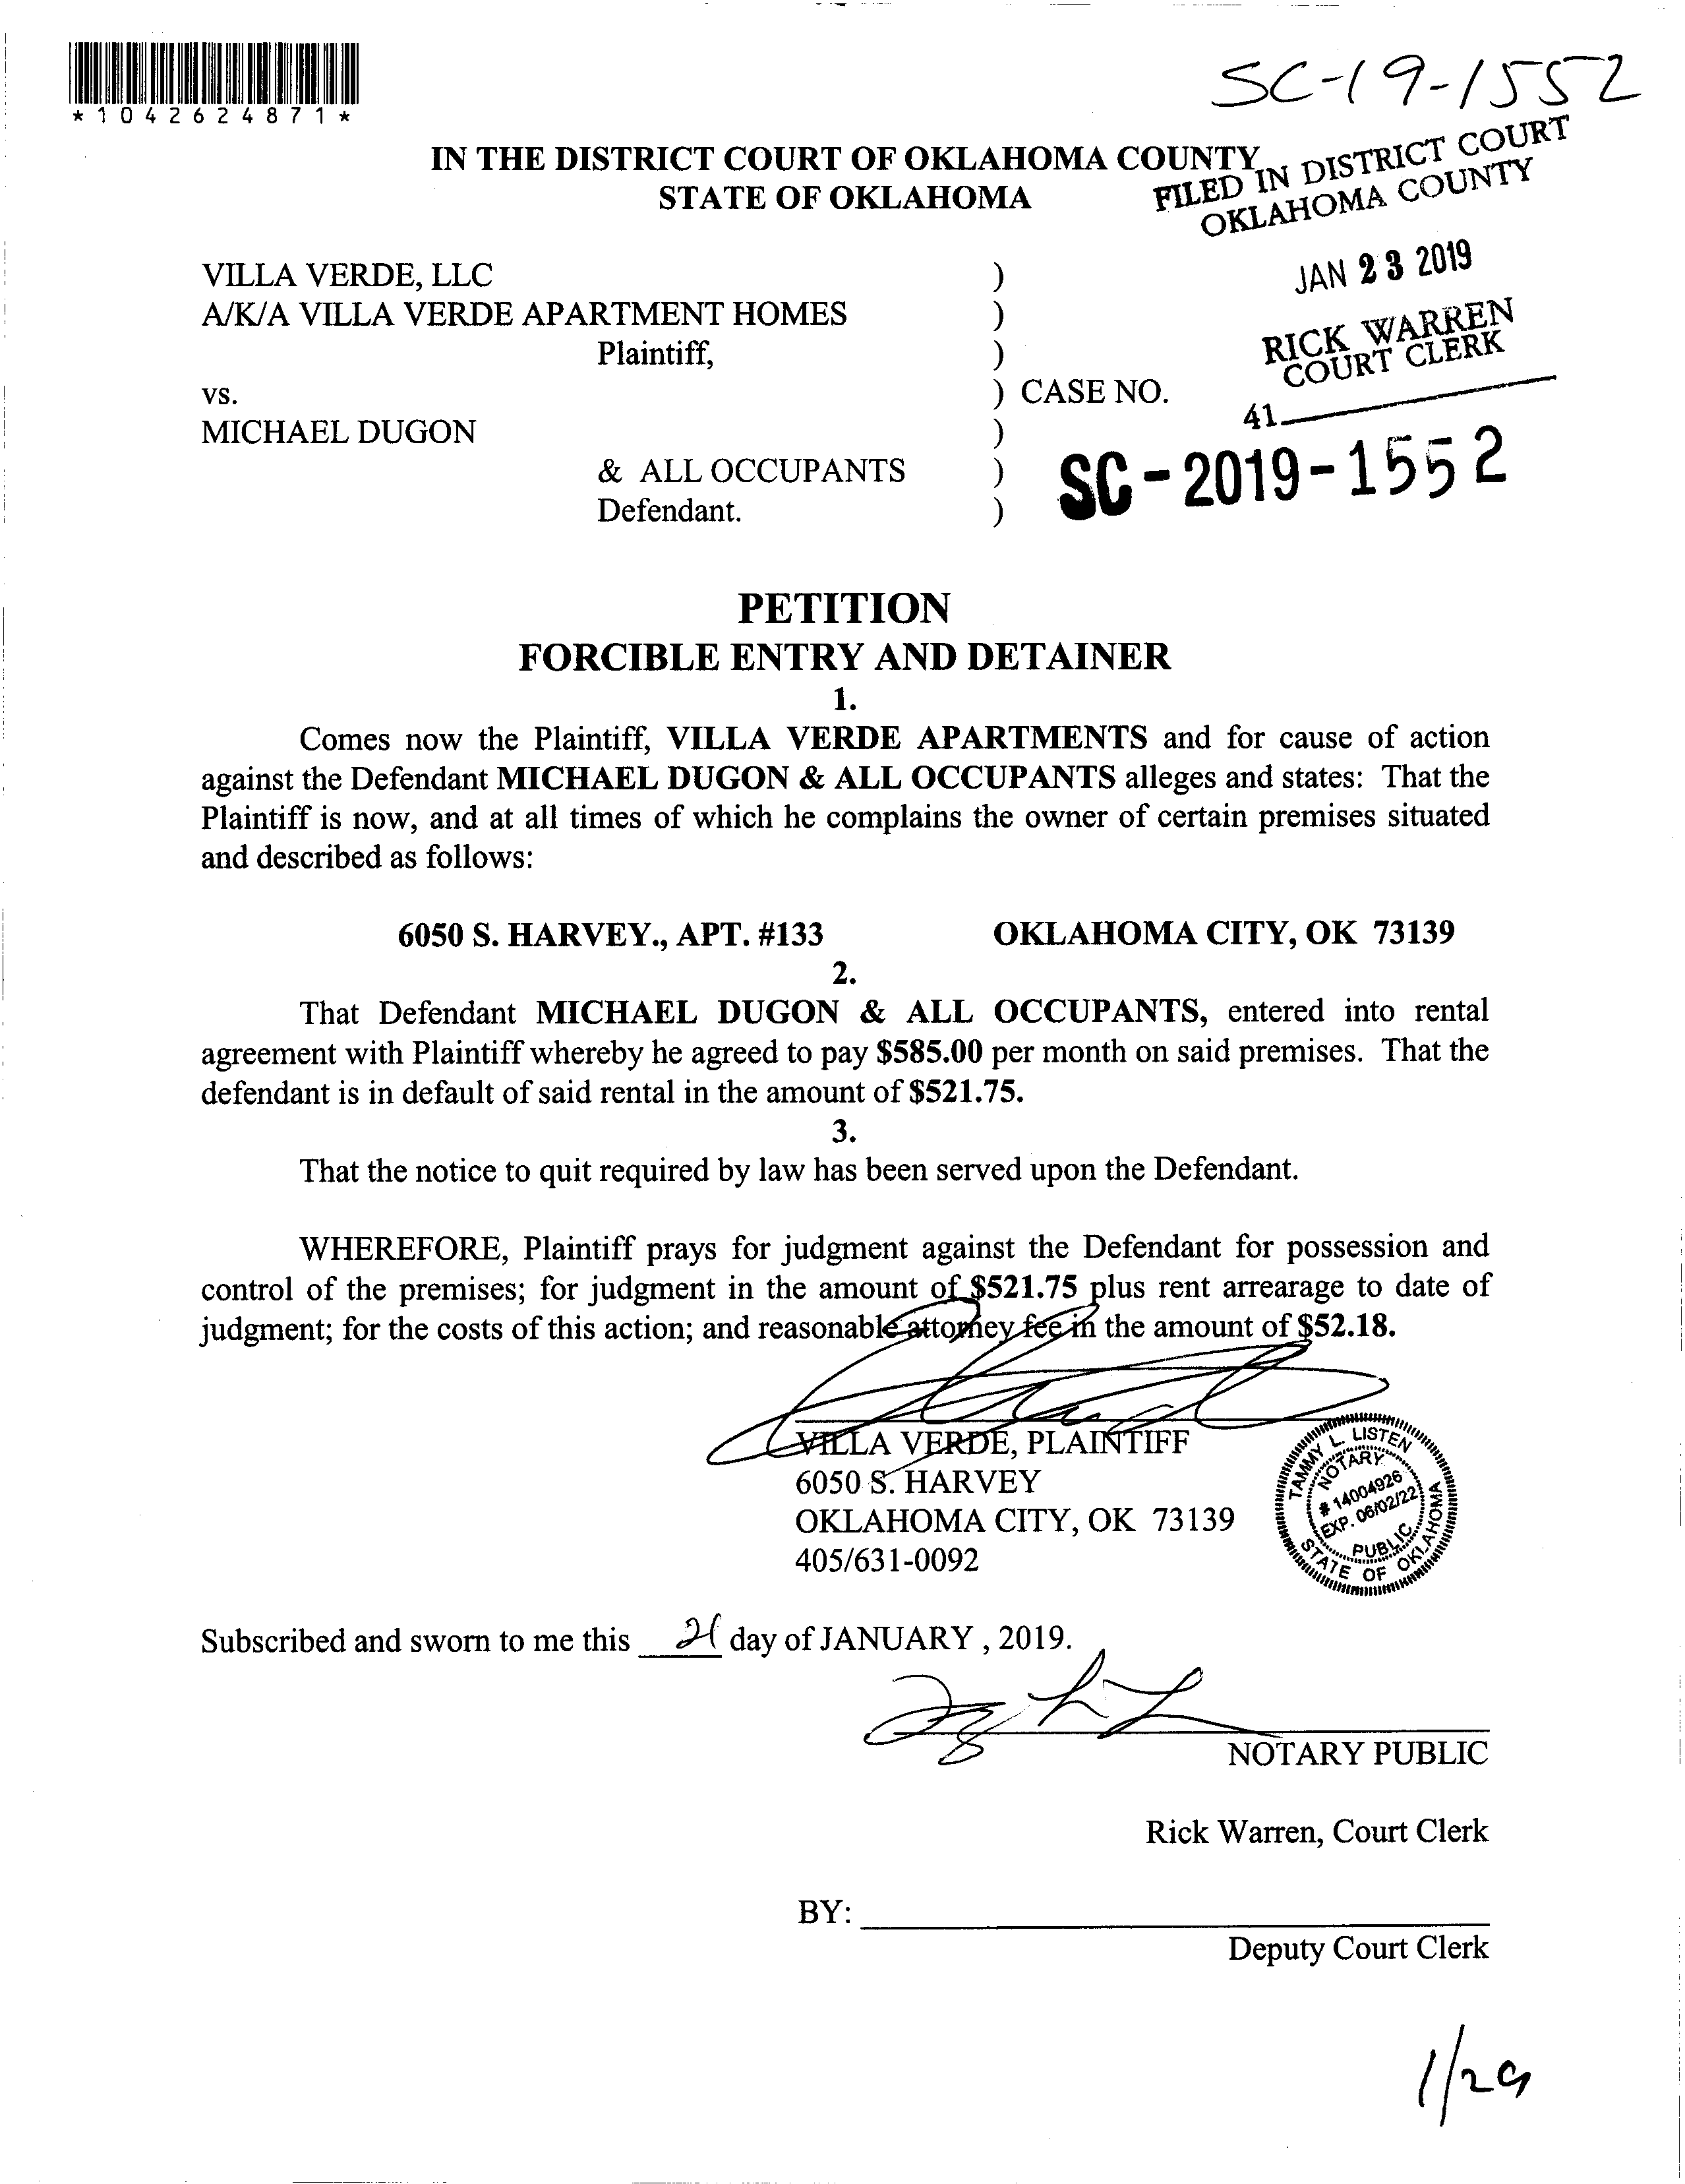 SC-19-1552
*1042624871*
IN THE DISTRICT COURT OF OKLAHOMA COUNTY
STATE OF OKLAHOMA
FILED IN DISTRICT COURT
OKLAHOMA COUNTY
JAN 23 2019
RICK WARREN
COURT CLERK
41
VILLA VERDE, LLC )
A/K/A VILLA VERDE APARTMENT HOMES )
Plaintiff, )
vs. ) CASE NO.
MICHAEL DUGON )
& ALL OCCUPANTS )
Defendant. )
SC-2019-1552
PETITION
FORCIBLE ENTRY AND DETAINER
1.
Comes now the Plaintiff, VILLA VERDE APARTMENTS and for cause of action
against the Defendant MICHAEL DUGON & ALL OCCUPANTS alleges and states: That the
Plaintiff is now, and at all times of which he complains the owner of certain premises situated
and described as follows:
6050 S. HARVEY., APT. #133 OKLAHOMA CITY, OK 73139
2.
That Defendant MICHAEL DUGON & ALL OCCUPANTS, entered into rental
agreement with Plaintiff whereby he agreed to pay $585.00 per month on said premises. That the
defendant is in default of said rental in the amount of $521.75.
3.
That the notice to quit required by law has been served upon the Defendant.
WHEREFORE, Plaintiff prays for judgment against the Defendant for possession and
control of the premises; for judgment in the amount of $521.75 plus rent arrearage to date of
judgment; for the costs of this action; and reasonable attorney fee in the amount of $52.18.
VILLA VERDE, PLAINTIFF
6050 S. HARVEY
OKLAHOMA CITY, OK 73139
405/631-0092
TAMMY L. LISTEN
NOTARY
# 14004926
EXP. 06/02/22
PUBLIC
STATE OF OKLAHOMA
Subscribed and sworn to me this 21 day of JANUARY , 2019.
NOTARY PUBLIC
Rick Warren, Court Clerk
BY:
Deputy Court Clerk
1/29